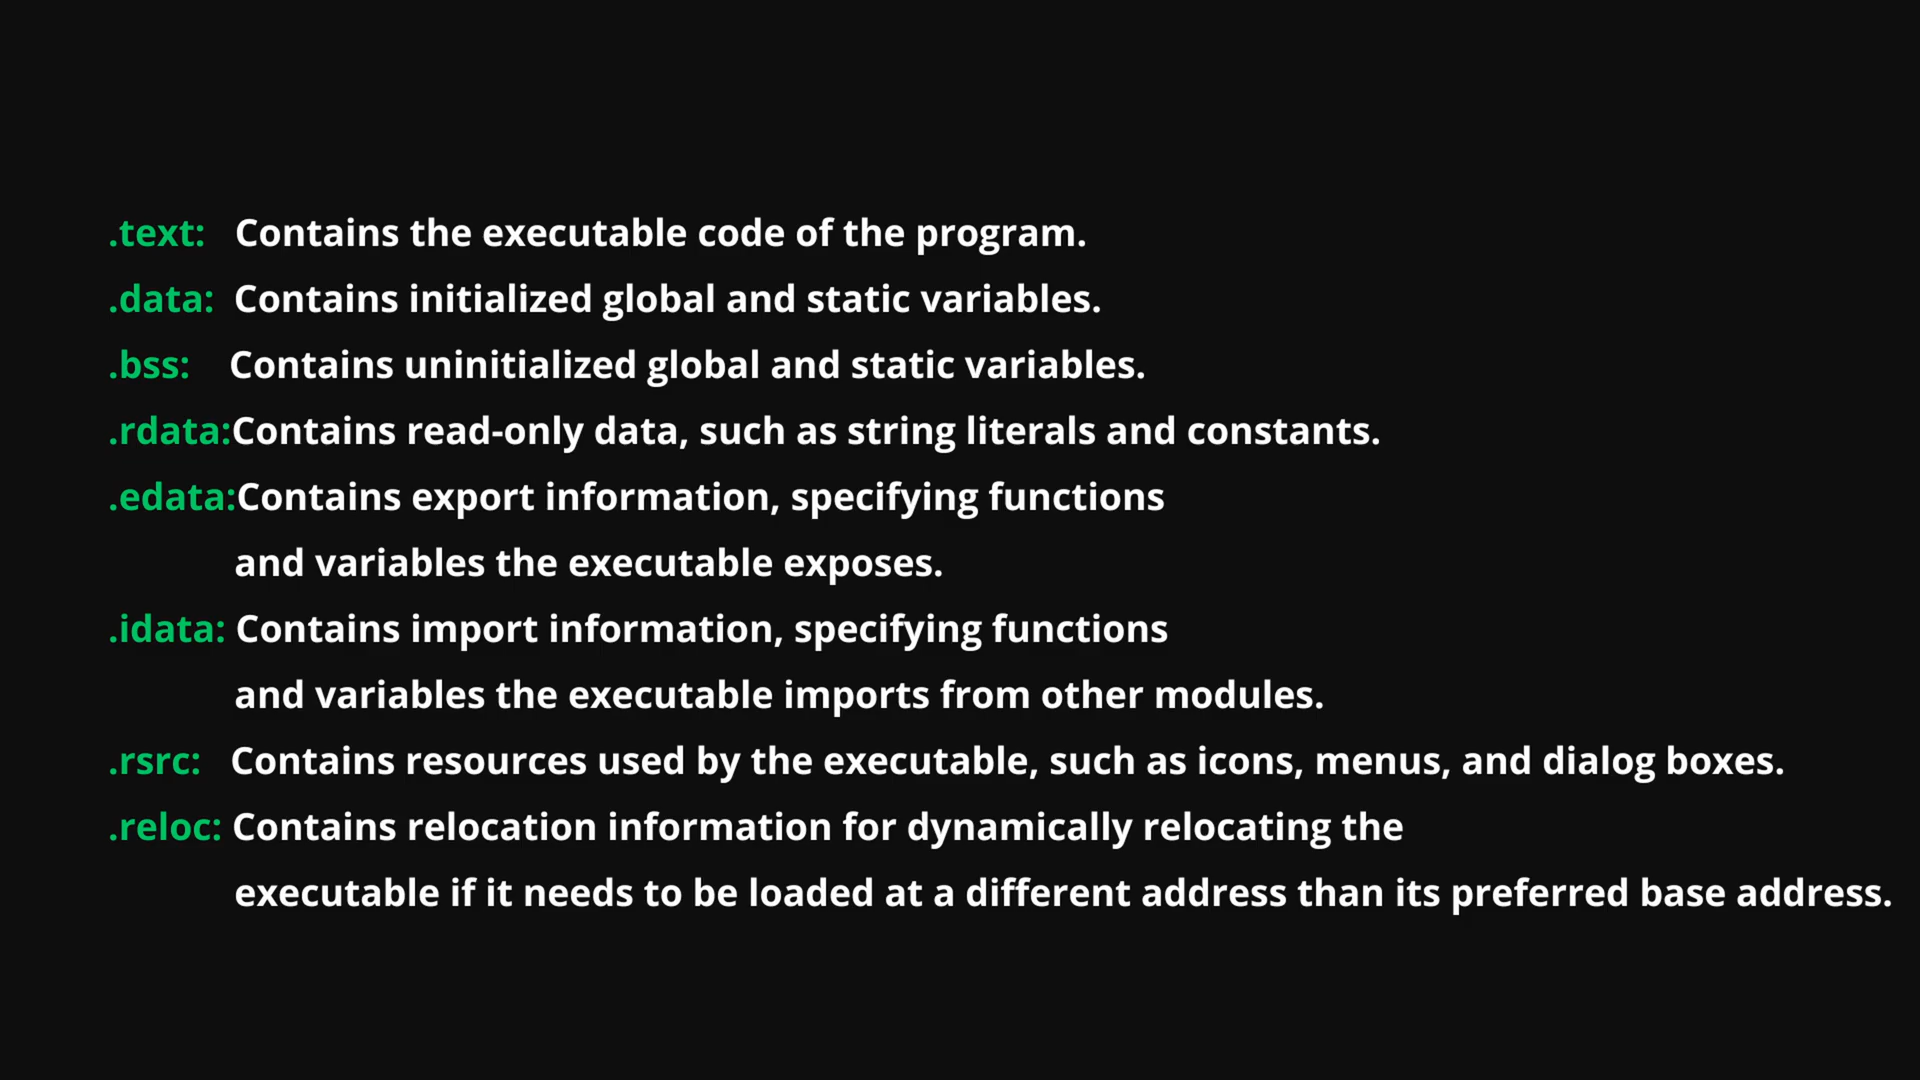 .text: Contains the executable code of the program.
.data: Contains initialized global and static variables.
.bss: Contains uninitialized global and static variables.
.rdata:Contains read-only data, such as string literals and constants.
.edata:Contains export information, specifying functions
and variables the executable exposes.
.idata: Contains import information, specifying functions
and variables the executable imports from other modules.
.rsrc: Contains resources used by the executable, such as icons, menus, and dialog boxes.
.reloc: Contains relocation information for dynamically relocating the
executable if it needs to be loaded at a different address than its preferred base address.